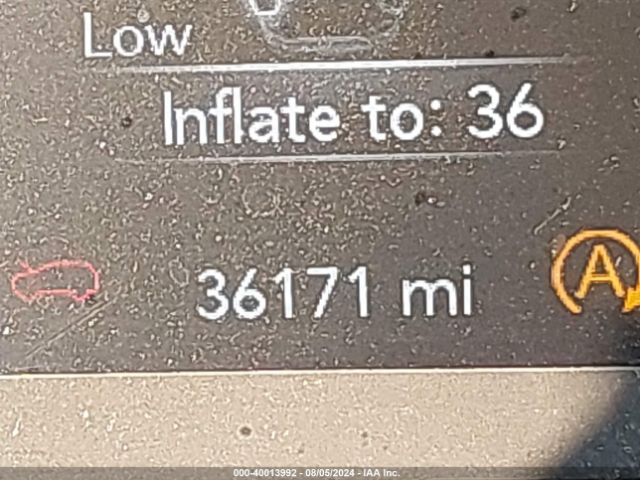 Low
Inflate to: 36
36171 mi
A
000-40013992 - 08/05/2024 - IAA Inc.